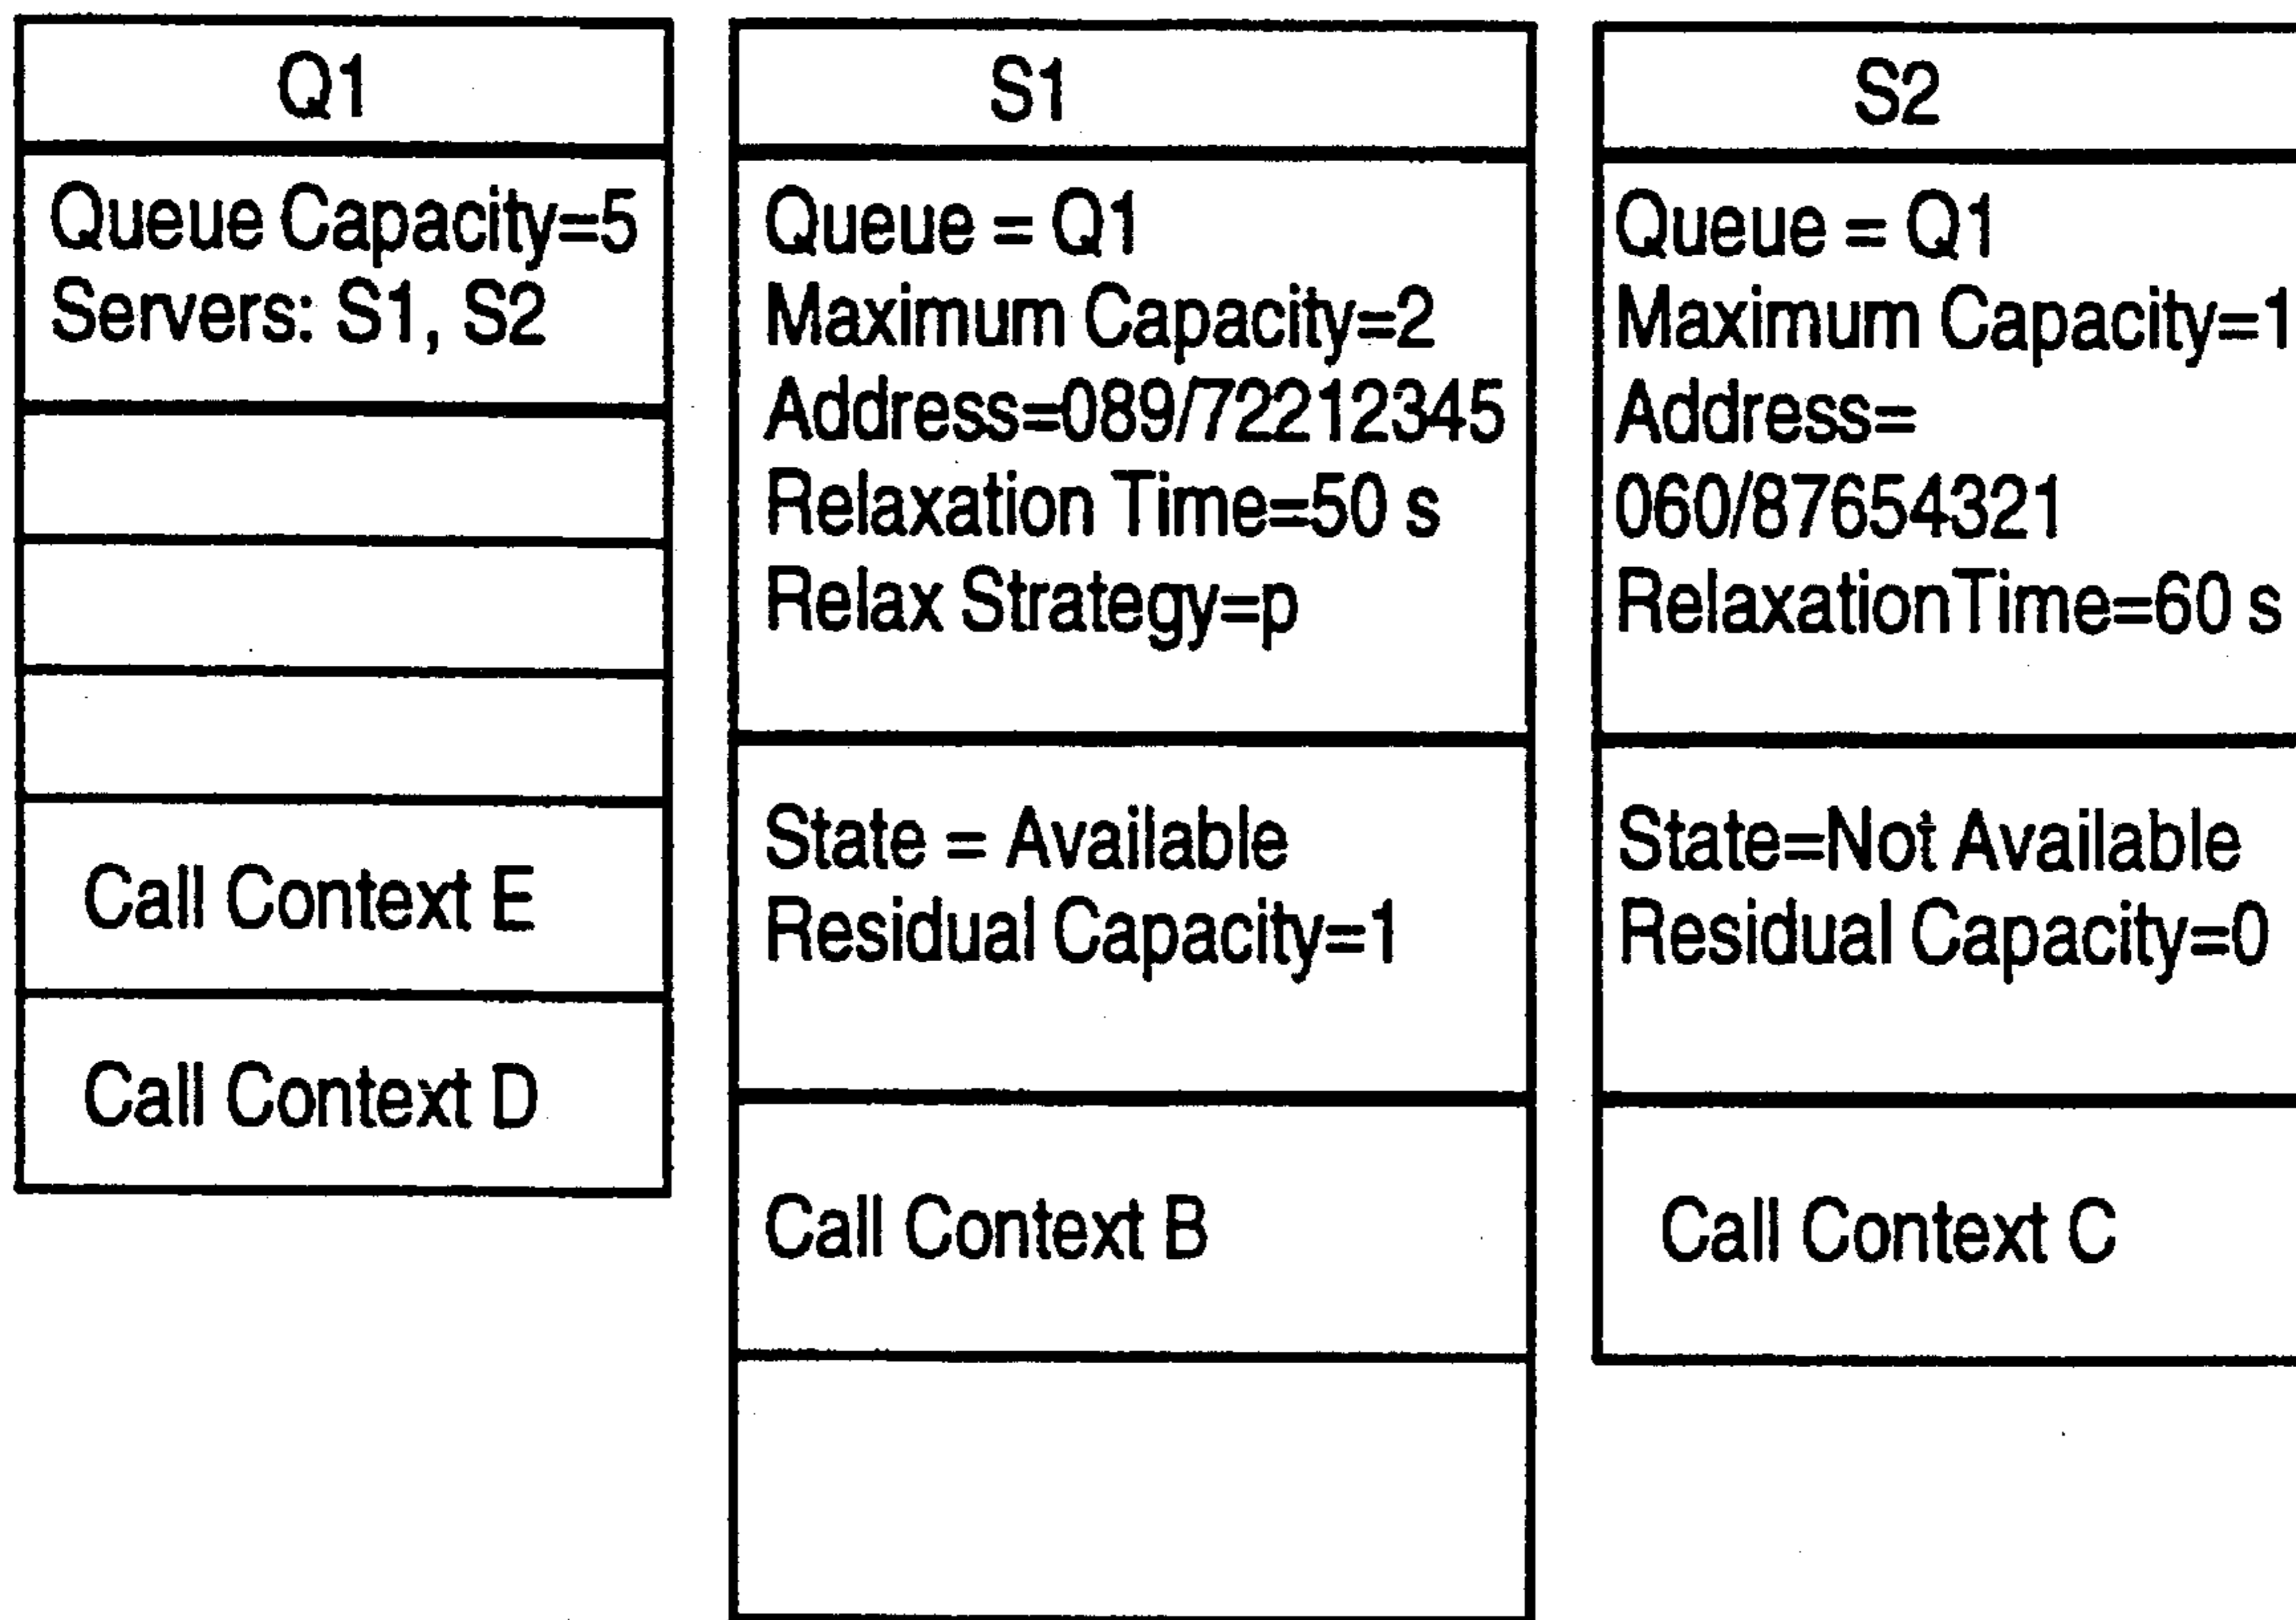 Q1
Queue Capacity=5
Servers: S1, S2
Call Context E
Call Context D
S1
Queue = Q1
Maximum Capacity=2
Address=089/72212345
Relaxation Time=50 s
Relax Strategy=p
State = Available
Residual Capacity=1
Call Context B
S2
Queue = Q1
Maximum Capacity=1
Address=
060/87654321
RelaxationTime=60 s
State=Not Available
Residual Capacity=0
Call Context C